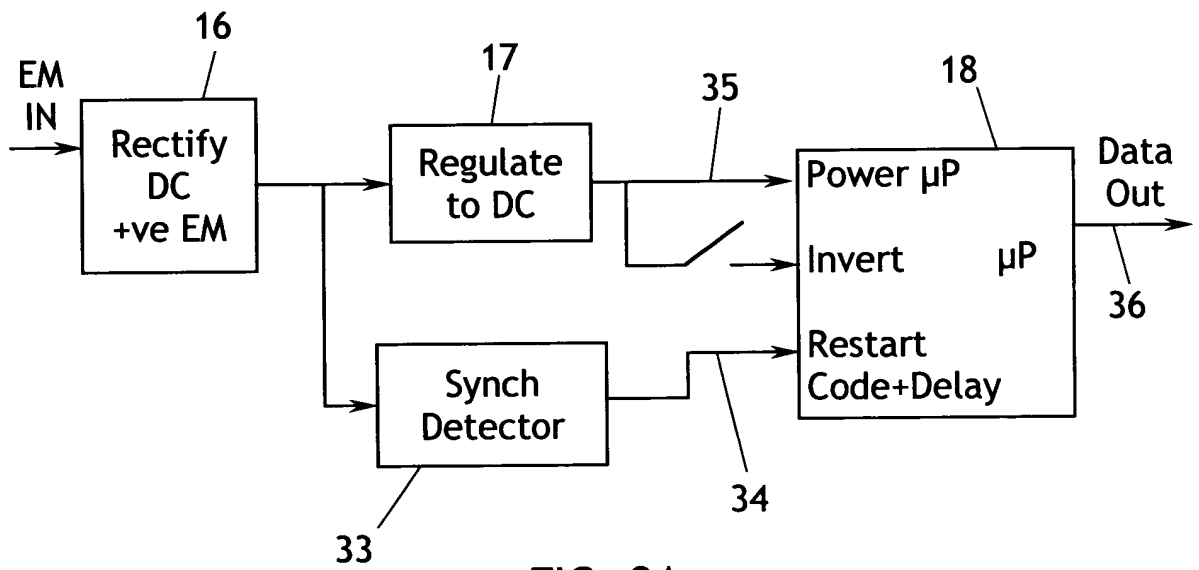 16
EM
IN
Rectify
DC
+ve EM
17
Regulate
to DC
35
18
Power µP
Invert
µP
Restart
Code+Delay
Data
Out
36
Synch
Detector
33
34